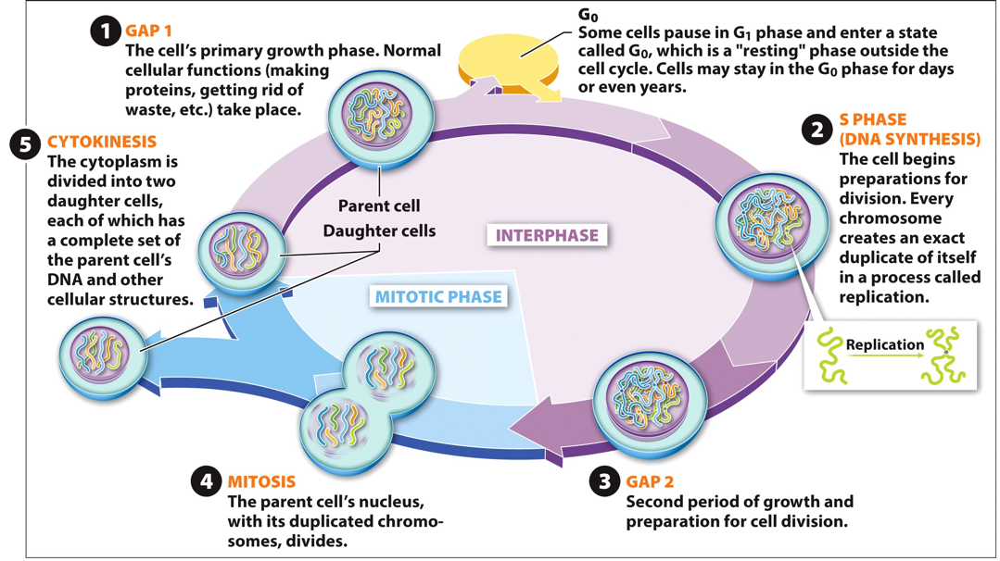 1 GAP 1
The cell's primary growth phase. Normal
cellular functions (making
proteins, getting rid of
waste, etc.) take place.
G₀
Some cells pause in G₁ phase and enter a state
called G₀, which is a "resting" phase outside the
cell cycle. Cells may stay in the G₀ phase for days
or even years.
2 S PHASE
(DNA SYNTHESIS)
The cell begins
preparations for
division. Every
chromosome
creates an exact
duplicate of itself
in a process called
replication.
Replication
5 CYTOKINESIS
The cytoplasm is
divided into two
daughter cells,
each of which has
a complete set of
the parent cell's
DNA and other
cellular structures.
Parent cell
Daughter cells
INTERPHASE
MITOTIC PHASE
4 MITOSIS
The parent cell's nucleus,
with its duplicated chromo-
somes, divides.
3 GAP 2
Second period of growth and
preparation for cell division.